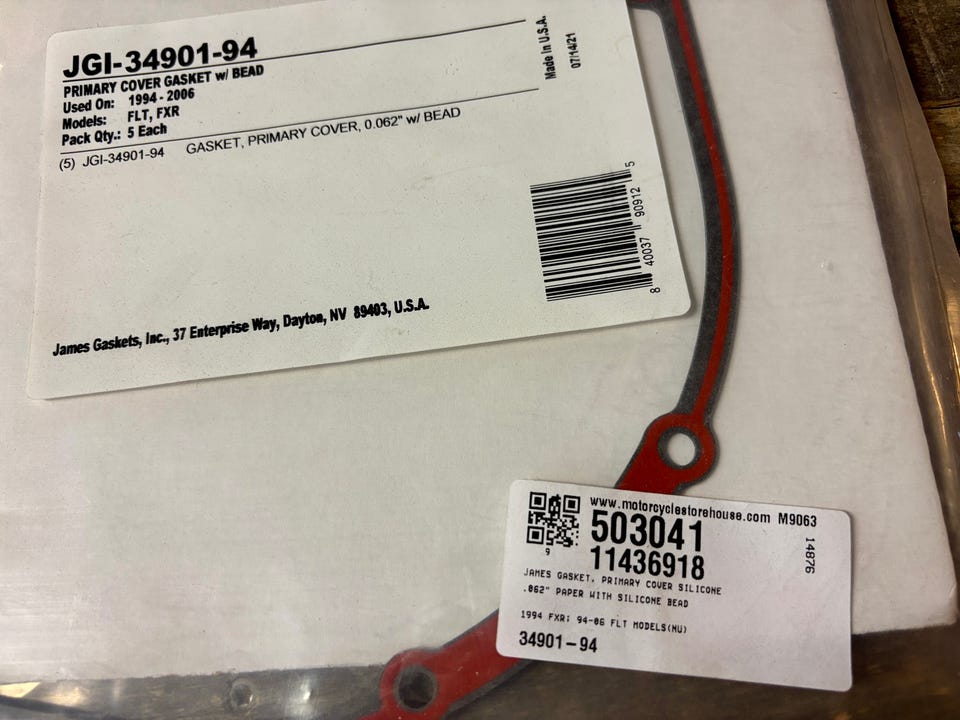 JGI-34901-94
PRIMARY COVER GASKET w/ BEAD
Used On: 1994 - 2006
Models: FLT, FXR
Pack Qty.: 5 Each
(5) JGI-34901-94 GASKET, PRIMARY COVER, 0.062" w/ BEAD
Made in U.S.A.
07/14/21
8 40037 90912 5
James Gaskets, Inc., 37 Enterprise Way, Dayton, NV 89403, U.S.A.
www.motorcyclestorehouse.com M9063
503041
11436918
9
14876
JAMES GASKET, PRIMARY COVER SILICONE
.062" PAPER WITH SILICONE BEAD
1994 FXR; 94-06 FLT MODELS(NU)
34901-94